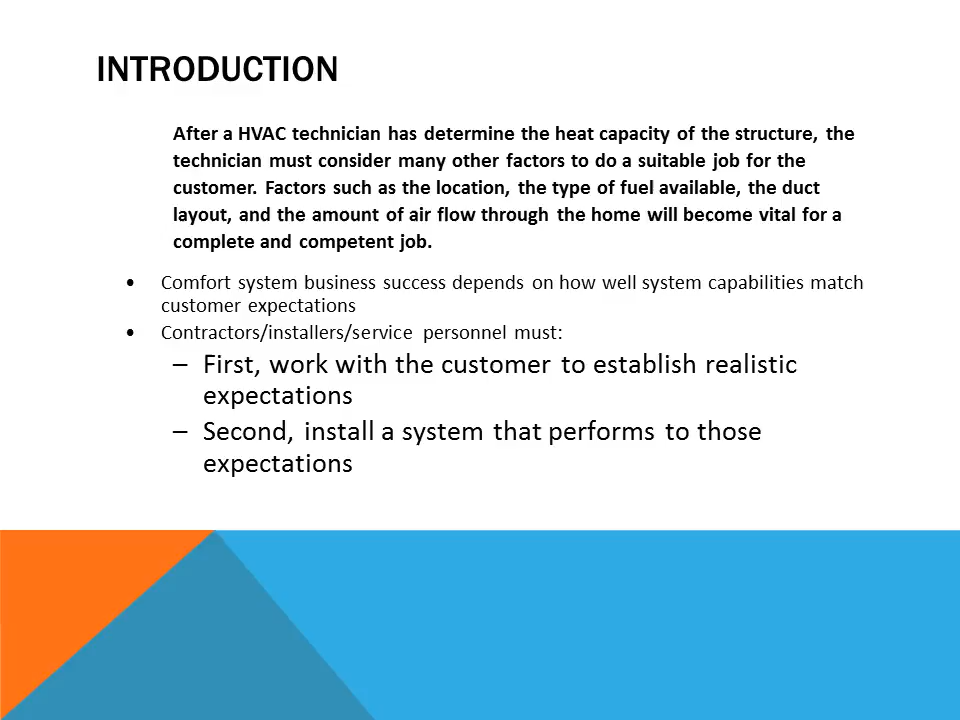 INTRODUCTION
After a HVAC technician has determine the heat capacity of the structure, the
technician must consider many other factors to do a suitable job for the
customer. Factors such as the location, the type of fuel available, the duct
layout, and the amount of air flow through the home will become vital for a
complete and competent job.
• Comfort system business success depends on how well system capabilities match
customer expectations
• Contractors/installers/service personnel must:
– First, work with the customer to establish realistic
expectations
– Second, install a system that performs to those
expectations